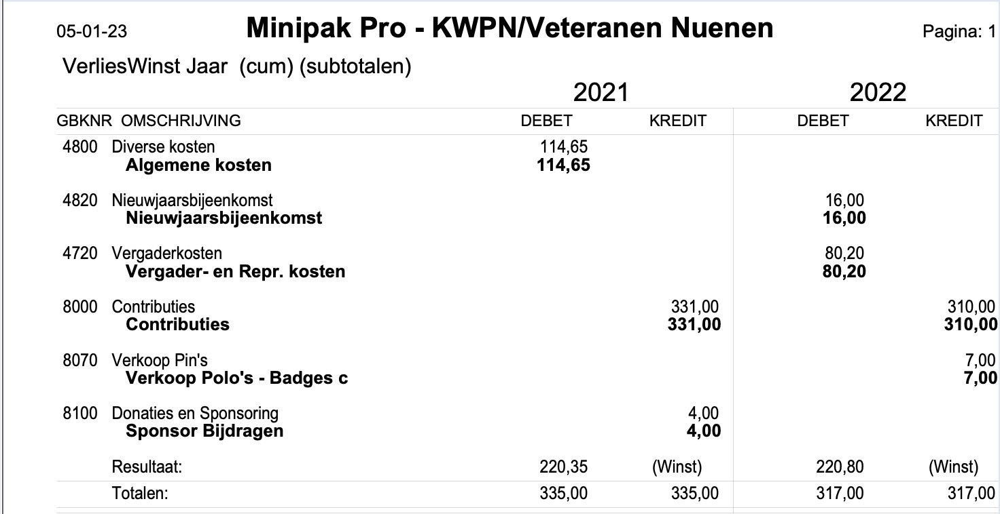 05-01-23 Minipak Pro - KWPN/Veteranen Nuenen Pagina: 1
VerliesWinst Jaar (cum) (subtotalen)
2021 2022
GBKNR OMSCHRIJVING DEBET KREDIT DEBET KREDIT
4800 Diverse kosten 114,65
Algemene kosten 114,65
4820 Nieuwjaarsbijeenkomst 16,00
Nieuwjaarsbijeenkomst 16,00
4720 Vergaderkosten 80,20
Vergader- en Repr. kosten 80,20
8000 Contributies 331,00 310,00
Contributies 331,00 310,00
8070 Verkoop Pin's 7,00
Verkoop Polo's - Badges c 7,00
8100 Donaties en Sponsoring 4,00
Sponsor Bijdragen 4,00
Resultaat: 220,35 (Winst) 220,80 (Winst)
Totalen: 335,00 335,00 317,00 317,00